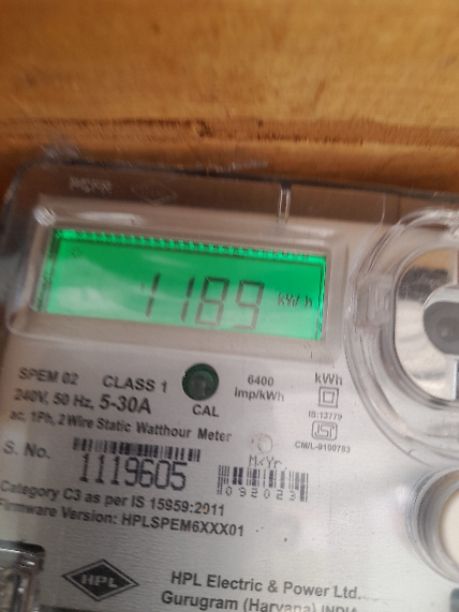 1189 kWh
SPEM 02 CLASS 1
240V, 50 Hz, 5-30A
ac, 1Ph, 2 Wire Static Watthour Meter
CAL
6400
imp/kWh
kWh
IS:13779
ISI
CM/L-9100783
S. No.
1119605
M&Yr.
092023
Category C3 as per IS 15959:2011
Firmware Version: HPLSPEM6XXX01
HPL
HPL Electric & Power Ltd.
Gurugram (Haryana) INDIA